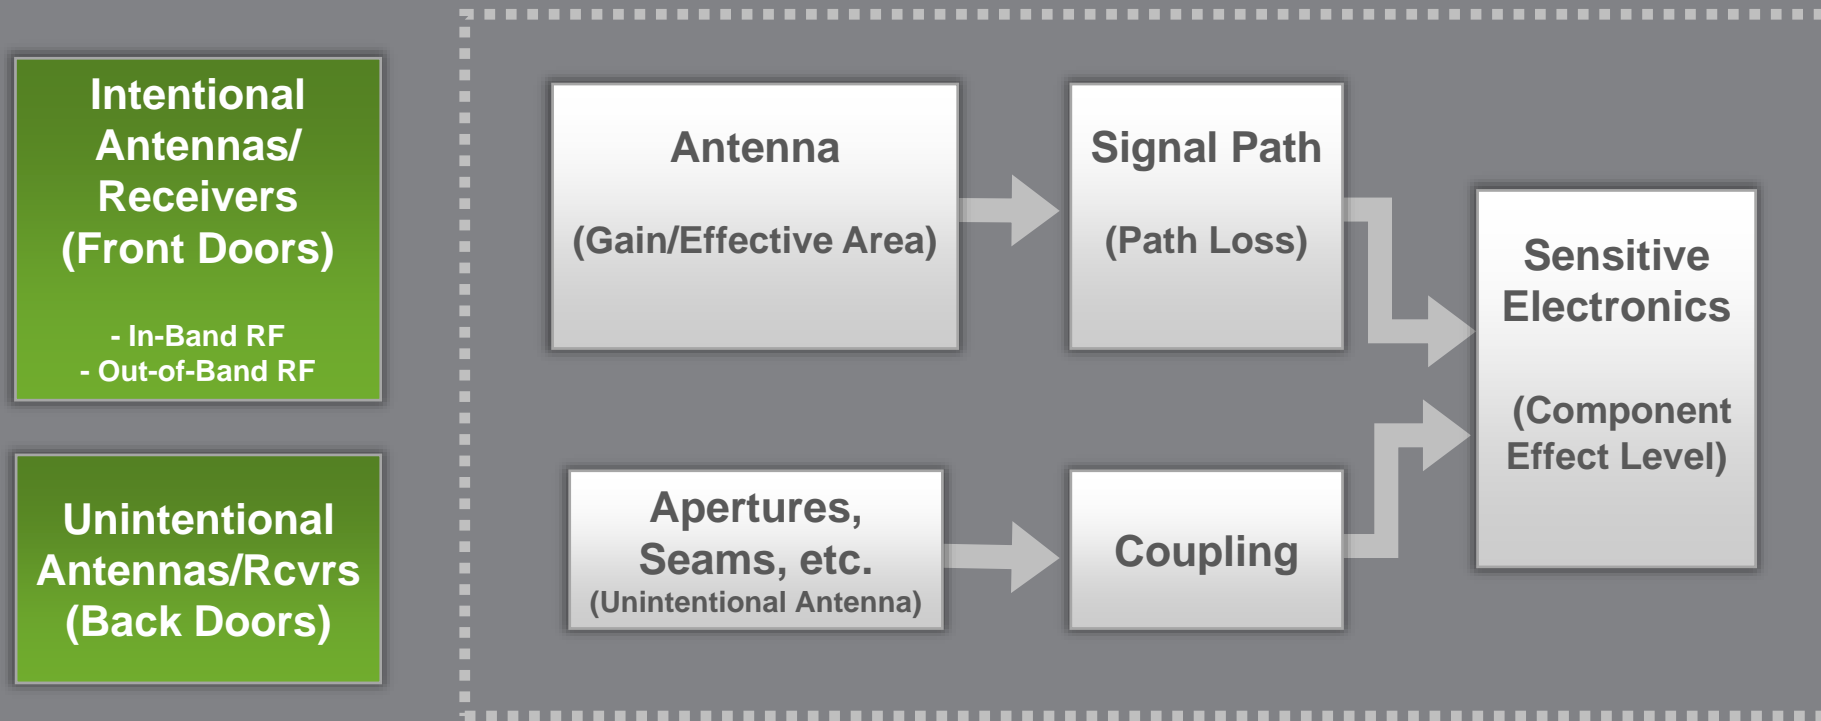 Intentional
Antennas/
Receivers
(Front Doors)
- In-Band RF
- Out-of-Band RF
Unintentional
Antennas/Rcvrs
(Back Doors)
Antenna
(Gain/Effective Area)
Signal Path
(Path Loss)
Apertures,
Seams, etc.
(Unintentional Antenna)
Coupling
Sensitive
Electronics
(Component
Effect Level)